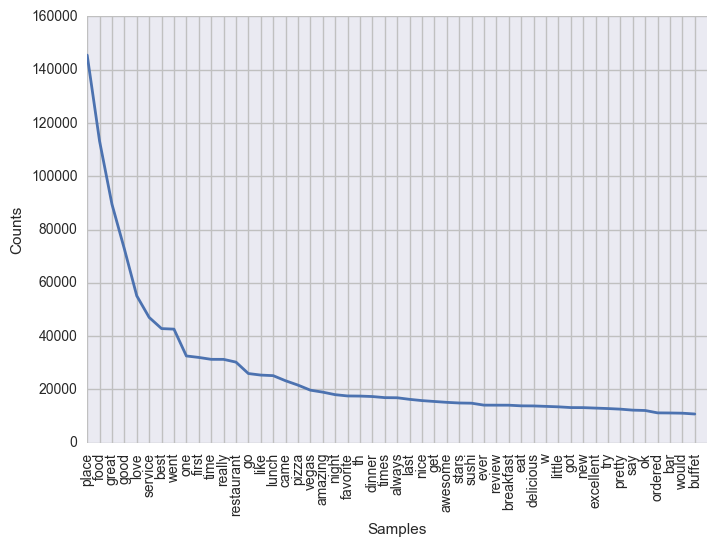 160000
140000
120000
100000
80000
60000
40000
20000
0
Counts
place
food
great
good
love
service
best
went
one
first
time
really
restaurant
go
like
lunch
came
pizza
vegas
amazing
night
favorite
th
dinner
times
always
last
nice
get
awesome
stars
sushi
ever
review
breakfast
eat
delicious
w
little
got
new
excellent
try
pretty
say
ok
ordered
bar
would
buffet
Samples